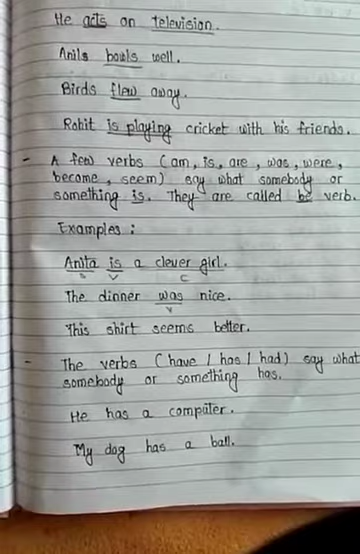 He acts on television.
Anils bowls well.
Birds flew away.
Rohit is playing cricket with his friends.
- A few verbs (am, is, are, was, were,
become, seem) say what somebody or
something is. They are called be verb.
Examples :
Anita is a clever girl.
S V C
The dinner was nice.
V
This shirt seems better.
- The verbs (have / has / had) say what
somebody or something has.
He has a computer.
My dog has a ball.